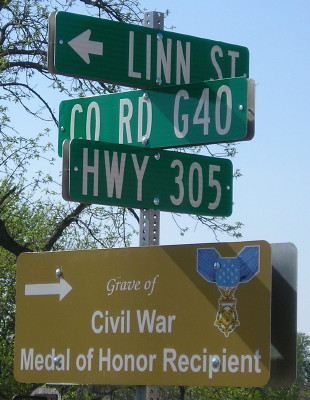 LINN ST
CO RD G40
HWY 305
Grave of
Civil War
Medal of Honor Recipient